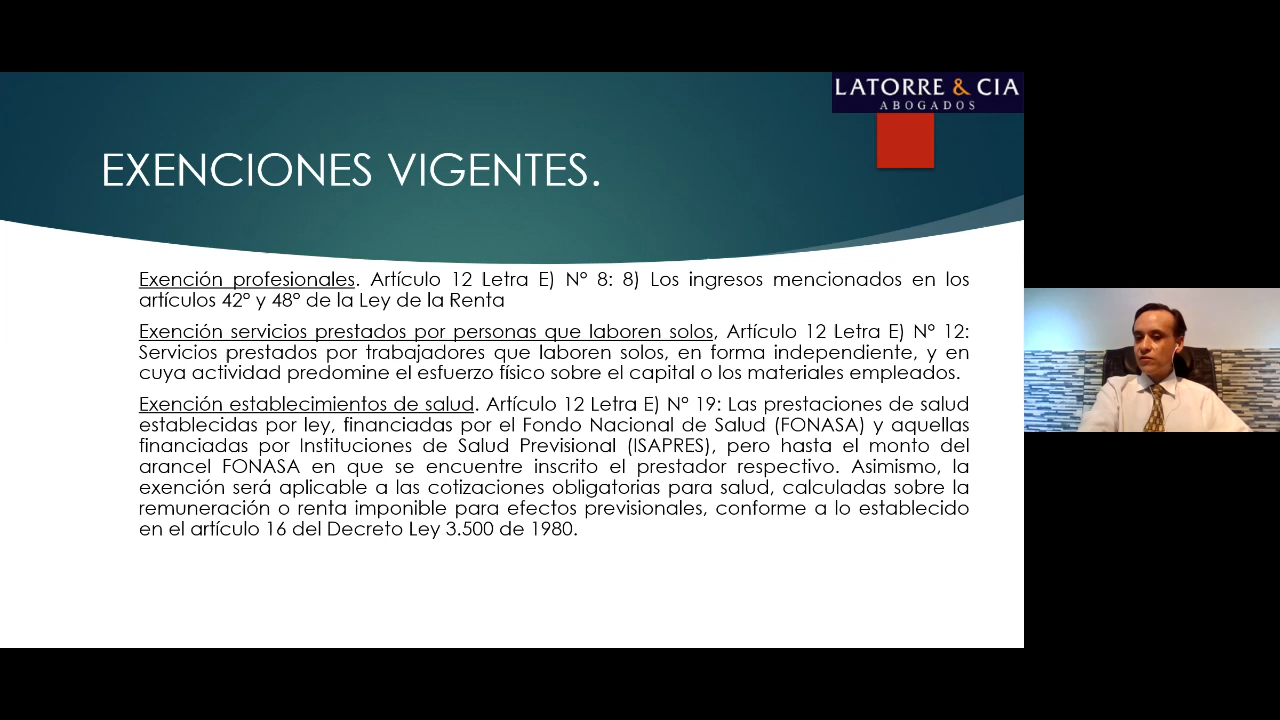 LATORRE & CIA
ABOGADOS
EXENCIONES VIGENTES.
Exención profesionales. Artículo 12 Letra E) N° 8: 8) Los ingresos mencionados en los
artículos 42° y 48° de la Ley de la Renta
Exención servicios prestados por personas que laboren solos, Artículo 12 Letra E) N° 12:
Servicios prestados por trabajadores que laboren solos, en forma independiente, y en
cuya actividad predomine el esfuerzo físico sobre el capital o los materiales empleados.
Exención establecimientos de salud. Artículo 12 Letra E) N° 19: Las prestaciones de salud
establecidas por ley, financiadas por el Fondo Nacional de Salud (FONASA) y aquellas
financiadas por Instituciones de Salud Previsional (ISAPRES), pero hasta el monto del
arancel FONASA en que se encuentre inscrito el prestador respectivo. Asimismo, la
exención será aplicable a las cotizaciones obligatorias para salud, calculadas sobre la
remuneración o renta imponible para efectos previsionales, conforme a lo establecido
en el artículo 16 del Decreto Ley 3.500 de 1980.